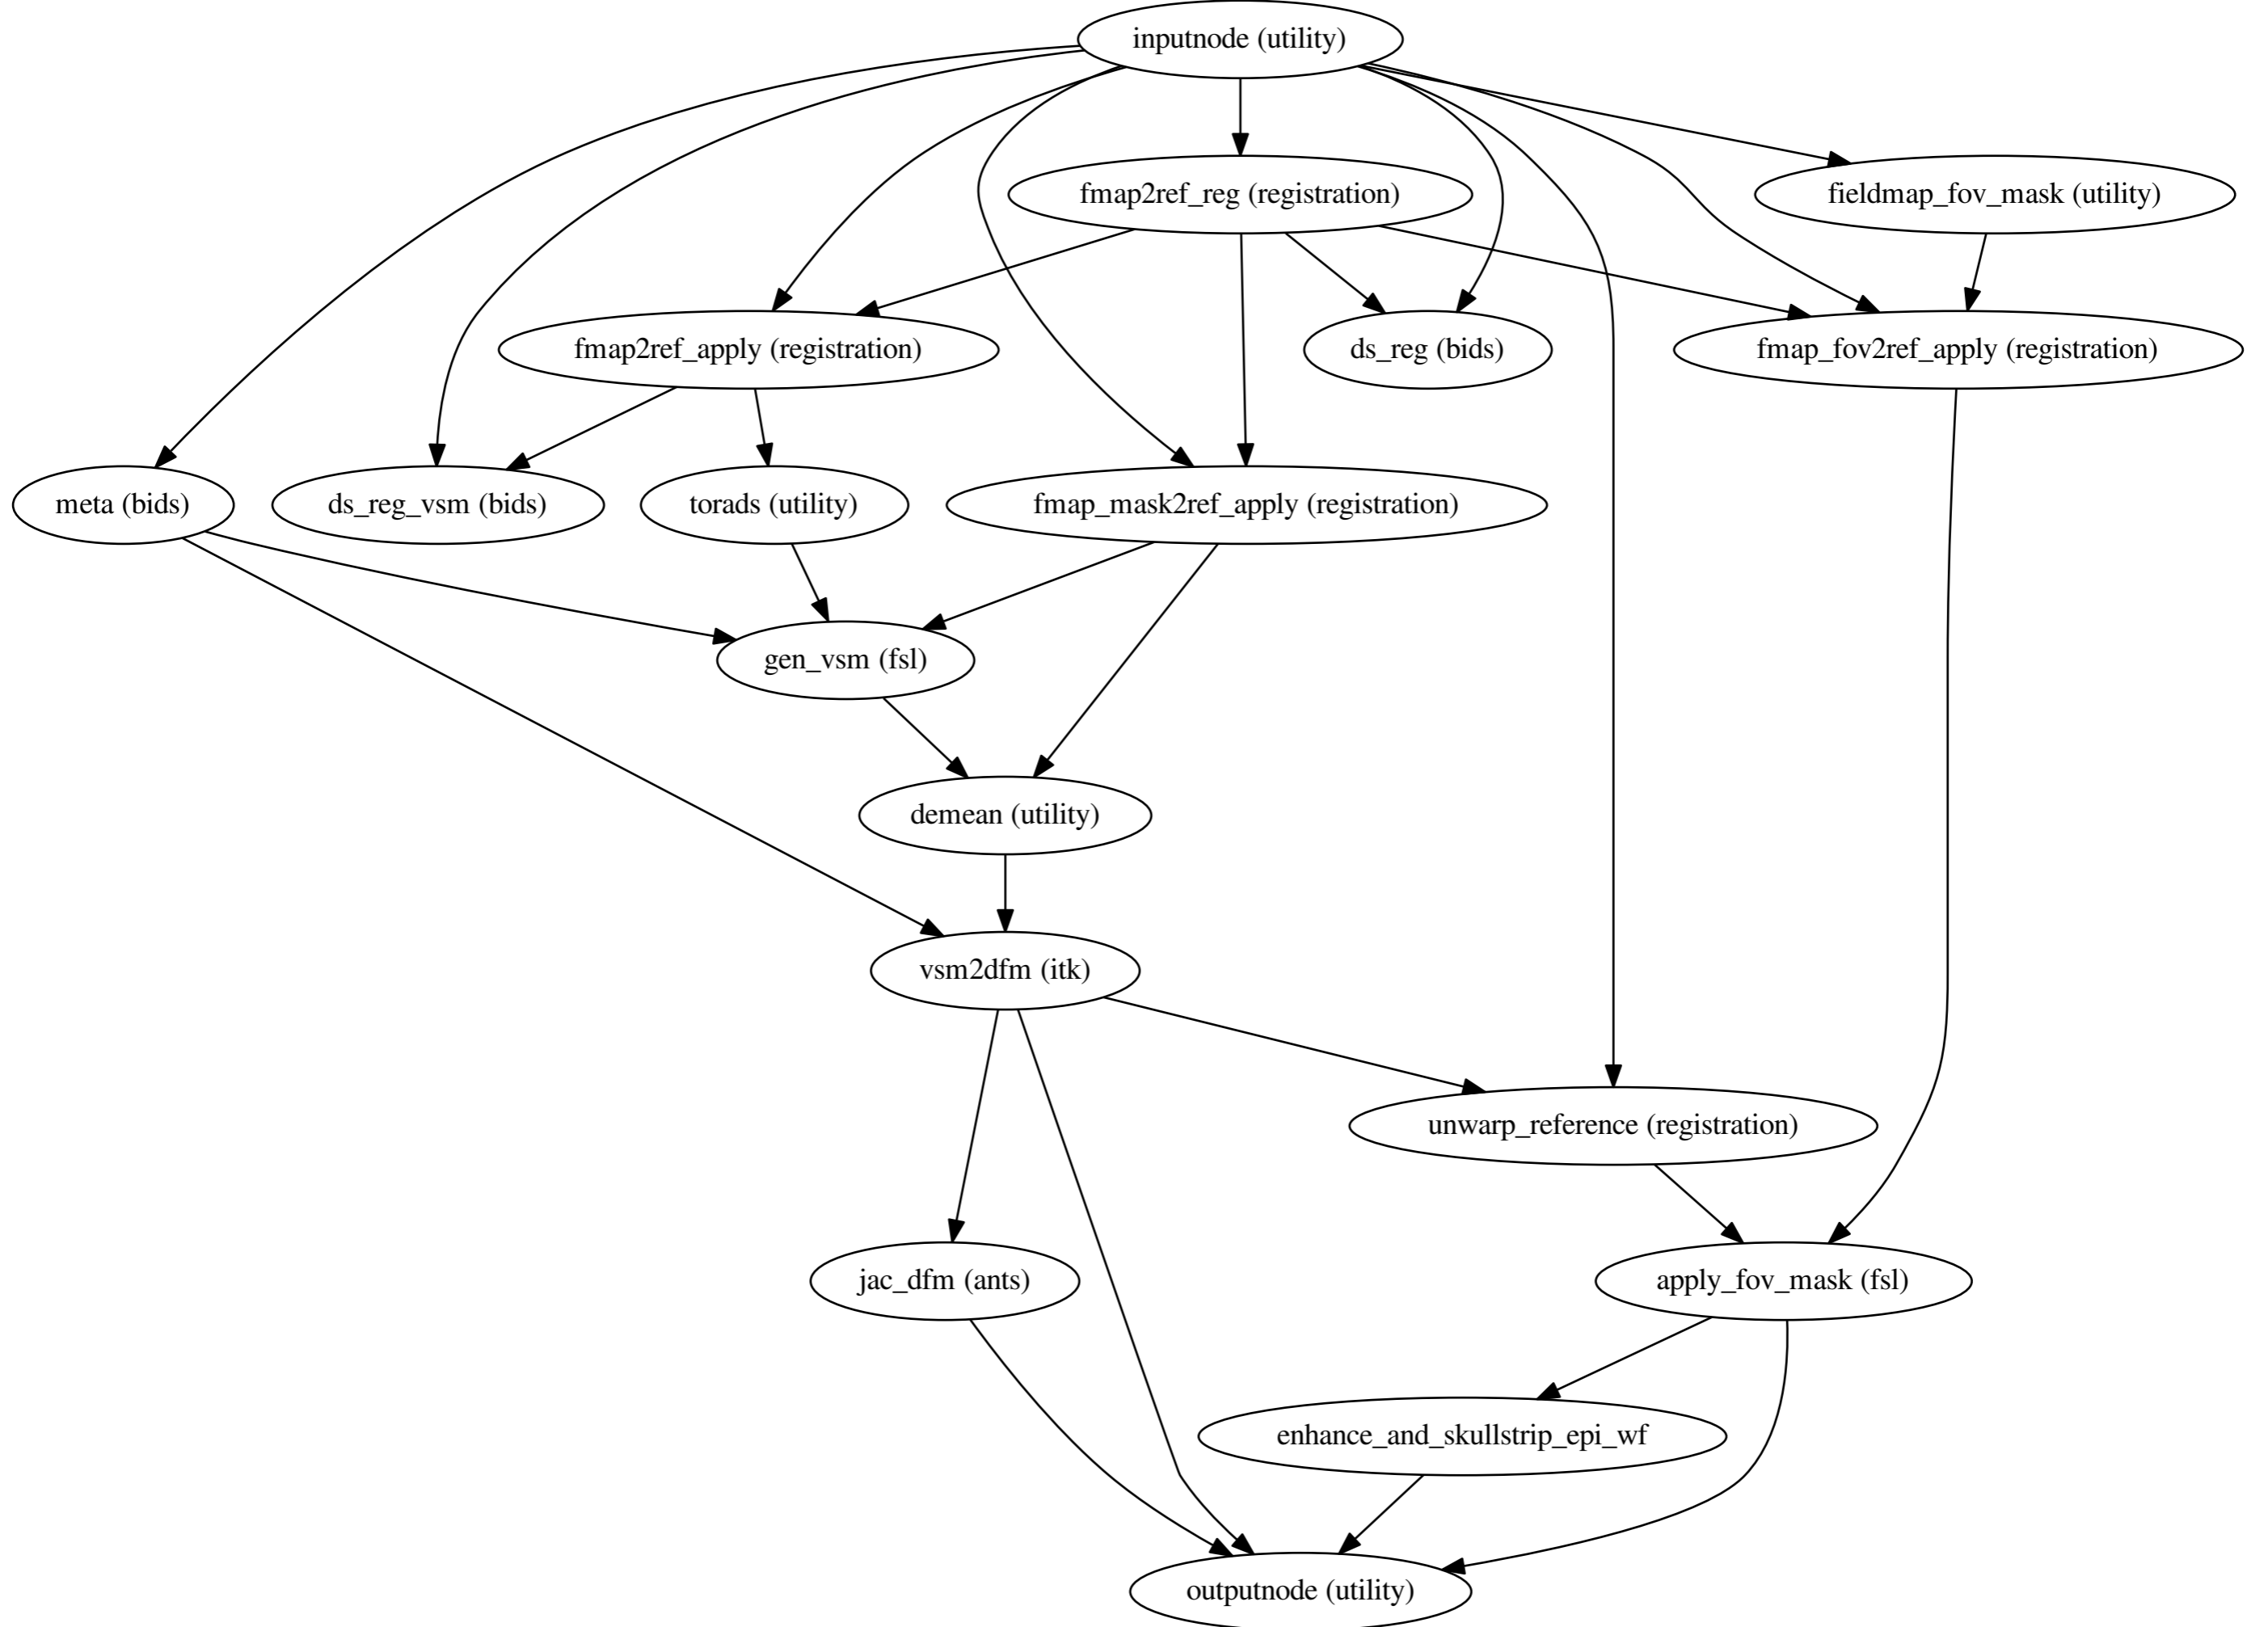 inputnode (utility)
fmap2ref_reg (registration)
fieldmap_fov_mask (utility)
fmap2ref_apply (registration)
ds_reg (bids)
fmap_fov2ref_apply (registration)
meta (bids)
ds_reg_vsm (bids)
torads (utility)
fmap_mask2ref_apply (registration)
gen_vsm (fsl)
demean (utility)
vsm2dfm (itk)
unwarp_reference (registration)
jac_dfm (ants)
apply_fov_mask (fsl)
enhance_and_skullstrip_epi_wf
outputnode (utility)